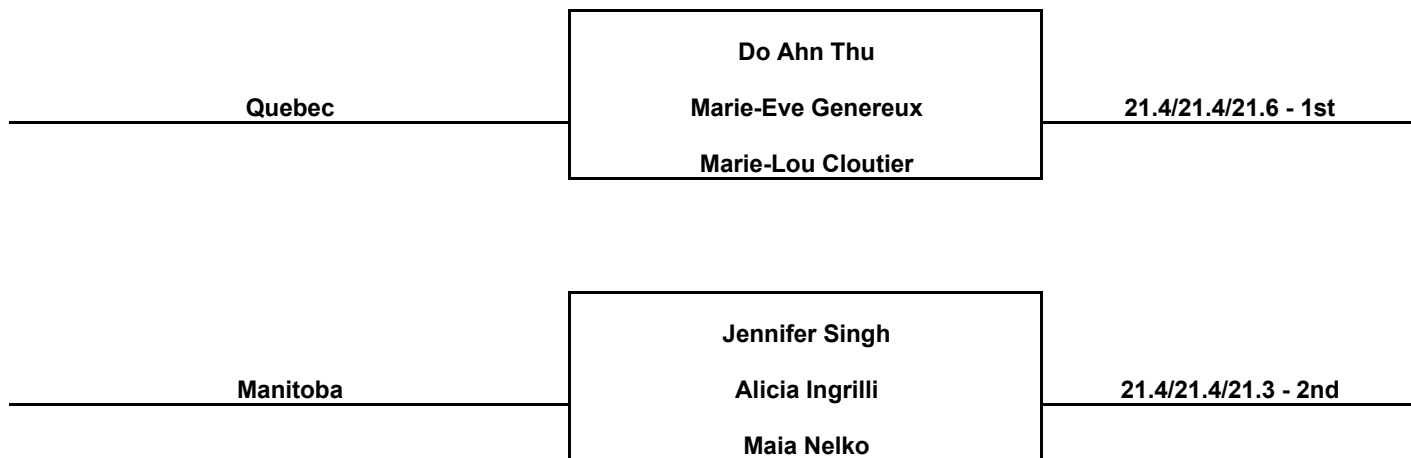 Do Ahn Thu
Quebec Marie-Eve Genereux 21.4/21.4/21.6 - 1st
Marie-Lou Cloutier
Jennifer Singh
Manitoba Alicia Ingrilli 21.4/21.4/21.3 - 2nd
Maia Nelko